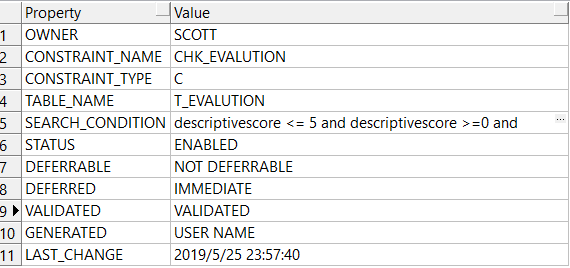 Property Value
1 OWNER SCOTT
2 CONSTRAINT_NAME CHK_EVALUTION
3 CONSTRAINT_TYPE C
4 TABLE_NAME T_EVALUTION
5 SEARCH_CONDITION descriptivescore <= 5 and descriptivescore >=0 and ...
6 STATUS ENABLED
7 DEFERRABLE NOT DEFERRABLE
8 DEFERRED IMMEDIATE
9 VALIDATED VALIDATED
10 GENERATED USER NAME
11 LAST_CHANGE 2019/5/25 23:57:40